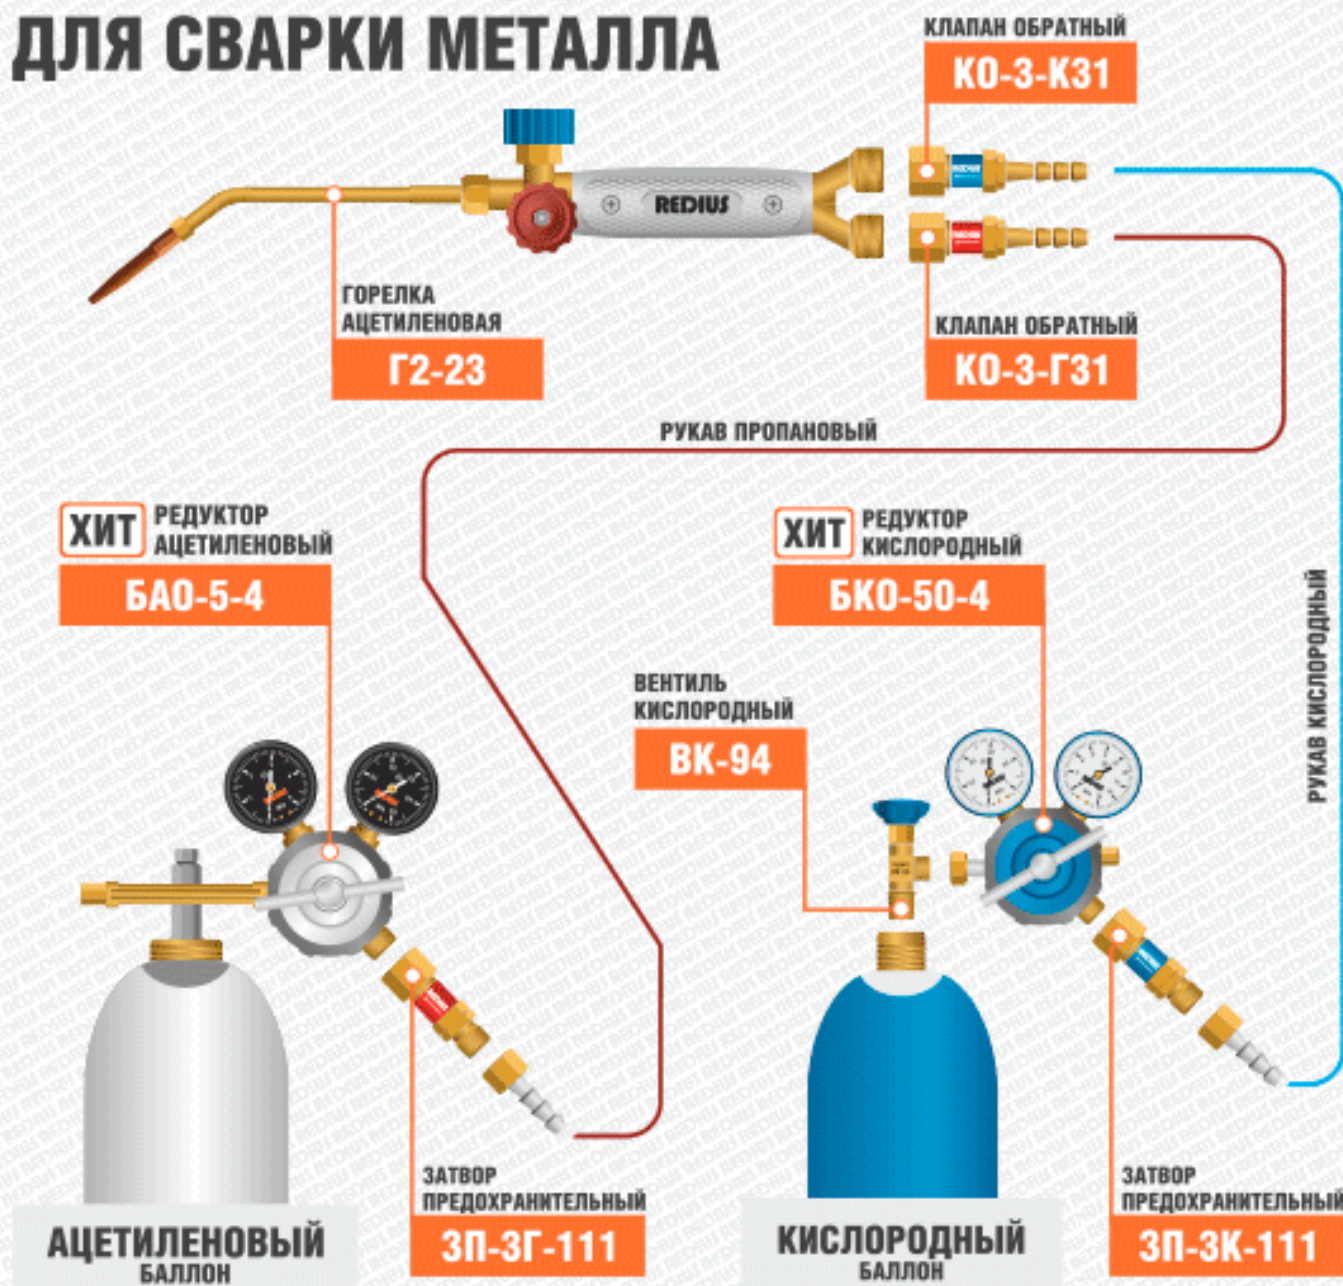 ДЛЯ СВАРКИ МЕТАЛЛА
КЛАПАН ОБРАТНЫЙ
КО-3-К31
REDIUS
ГОРЕЛКА
АЦЕТИЛЕНОВАЯ
Г2-23
КЛАПАН ОБРАТНЫЙ
КО-3-Г31
РУКАВ ПРОПАНОВЫЙ
ХИТ
РЕДУКТОР
АЦЕТИЛЕНОВЫЙ
БАО-5-4
ХИТ
РЕДУКТОР
КИСЛОРОДНЫЙ
БКО-50-4
РУКАВ КИСЛОРОДНЫЙ
ВЕНТИЛЬ
КИСЛОРОДНЫЙ
ВК-94
ЗАТВОР
ПРЕДОХРАНИТЕЛЬНЫЙ
ЗП-3Г-111
ЗАТВОР
ПРЕДОХРАНИТЕЛЬНЫЙ
ЗП-3К-111
АЦЕТИЛЕНОВЫЙ
БАЛЛОН
КИСЛОРОДНЫЙ
БАЛЛОН